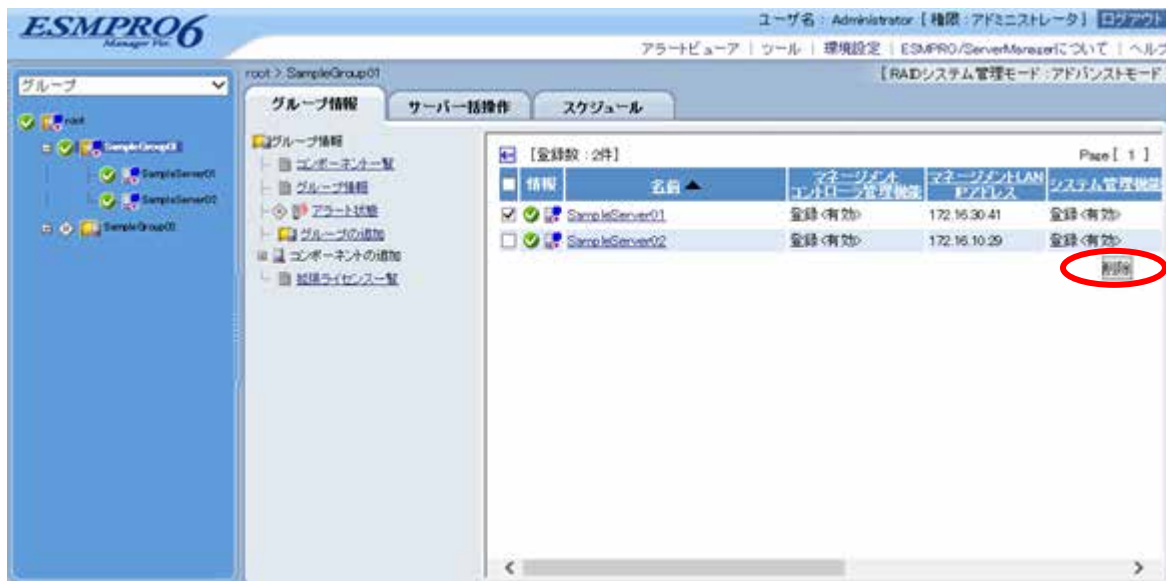 ESMPRO6
Manager Ver.
ユーザ名 : Administrator [ 権限 : アドミニストレータ ] ログアウト
アラートビューア | ツール | 環境設定 | ESMPRO/ServerManagerについて | ヘルプ
グループ
root
SampleGroup01
SampleServer01
SampleServer02
root > SampleGroup01
[ RAIDシステム管理モード : アドバンストモード
グループ情報 サーバー括操作 スケジュール
グループ情報
コンポーネント一覧
グループ情報
アラート状態
グループの追加
コンポーネントの追加
拡張ライセンス一覧
[登録数 : 2件] Page [ 1 ]
情報 名前▲ マネージメントコントローラ管理機能 マネージメントLAN IPアドレス システム管理機能
SampleServer01 登録<有効> 172.16.30.41 登録<有効>
SampleServer02 登録<有効> 172.16.10.29 登録<有効>
削除